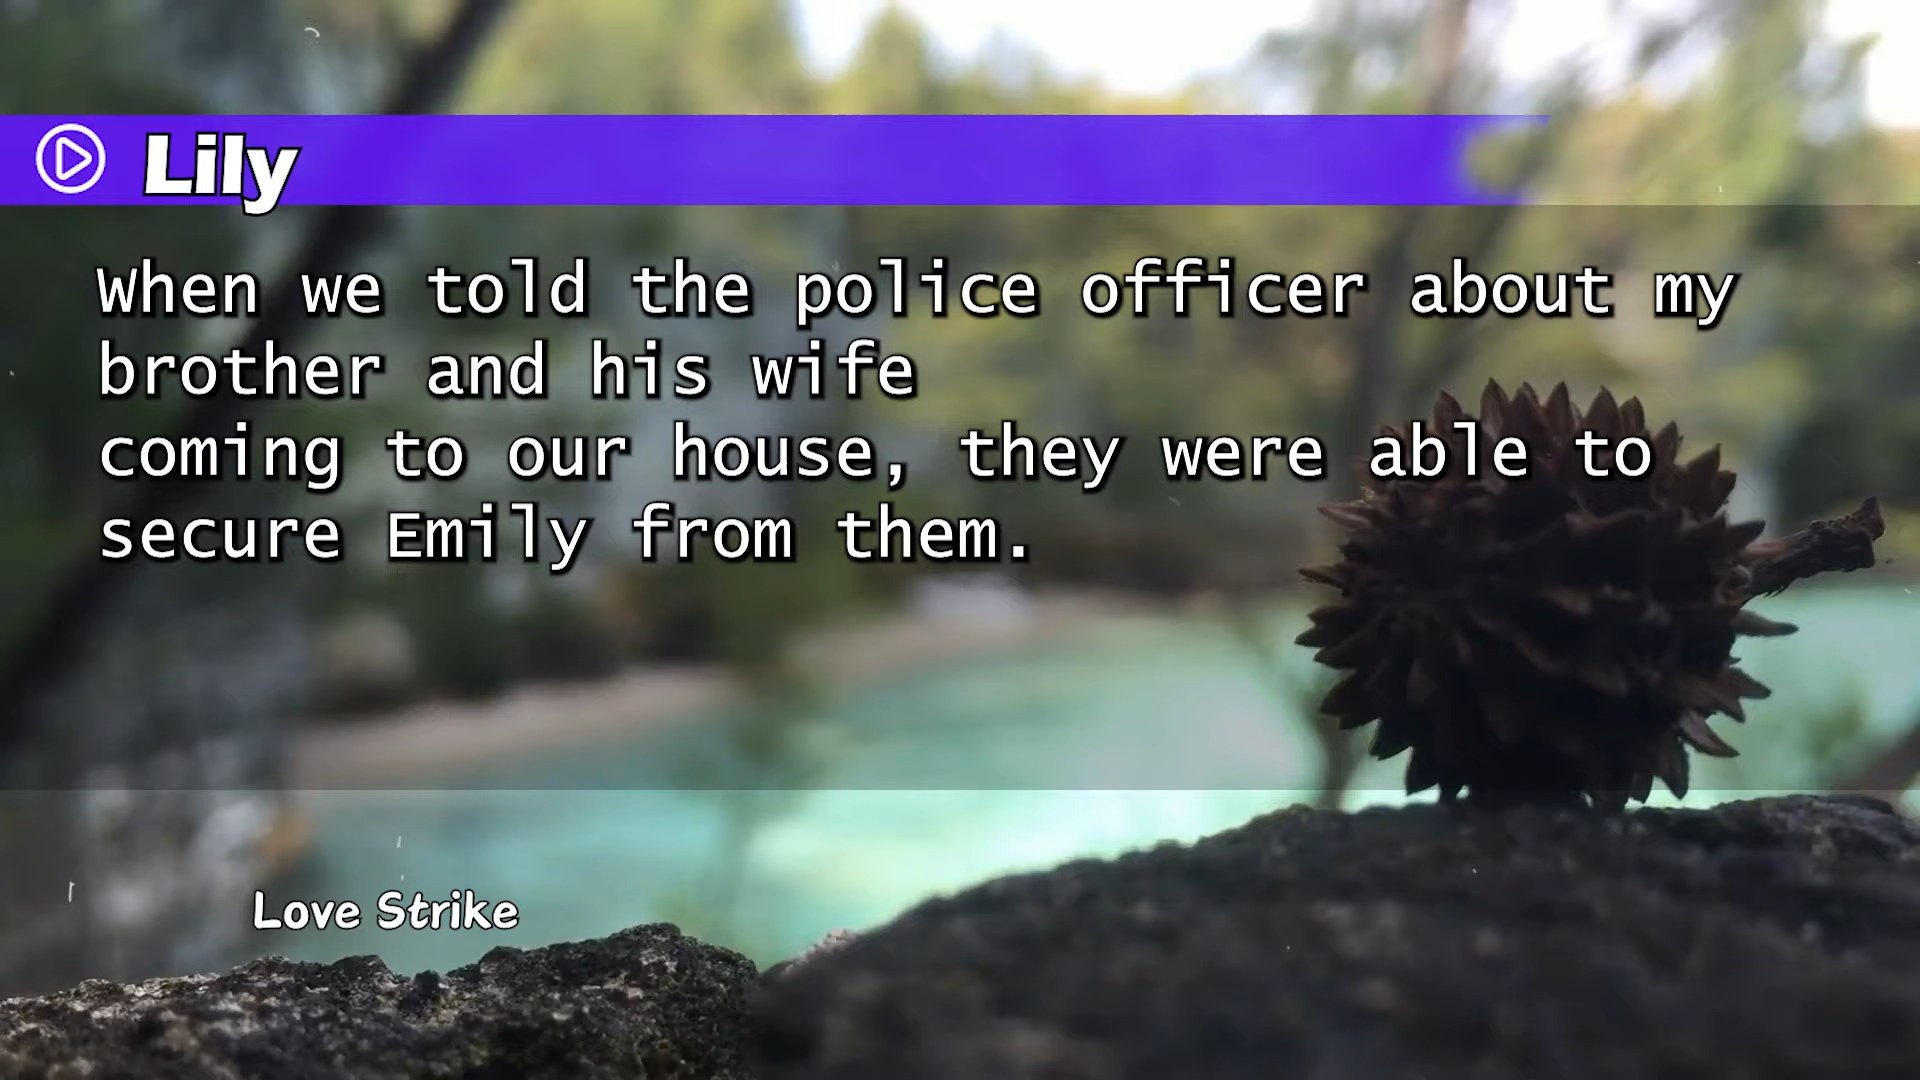 Lily
When we told the police officer about my
brother and his wife
coming to our house, they were able to
secure Emily from them.
Love Strike